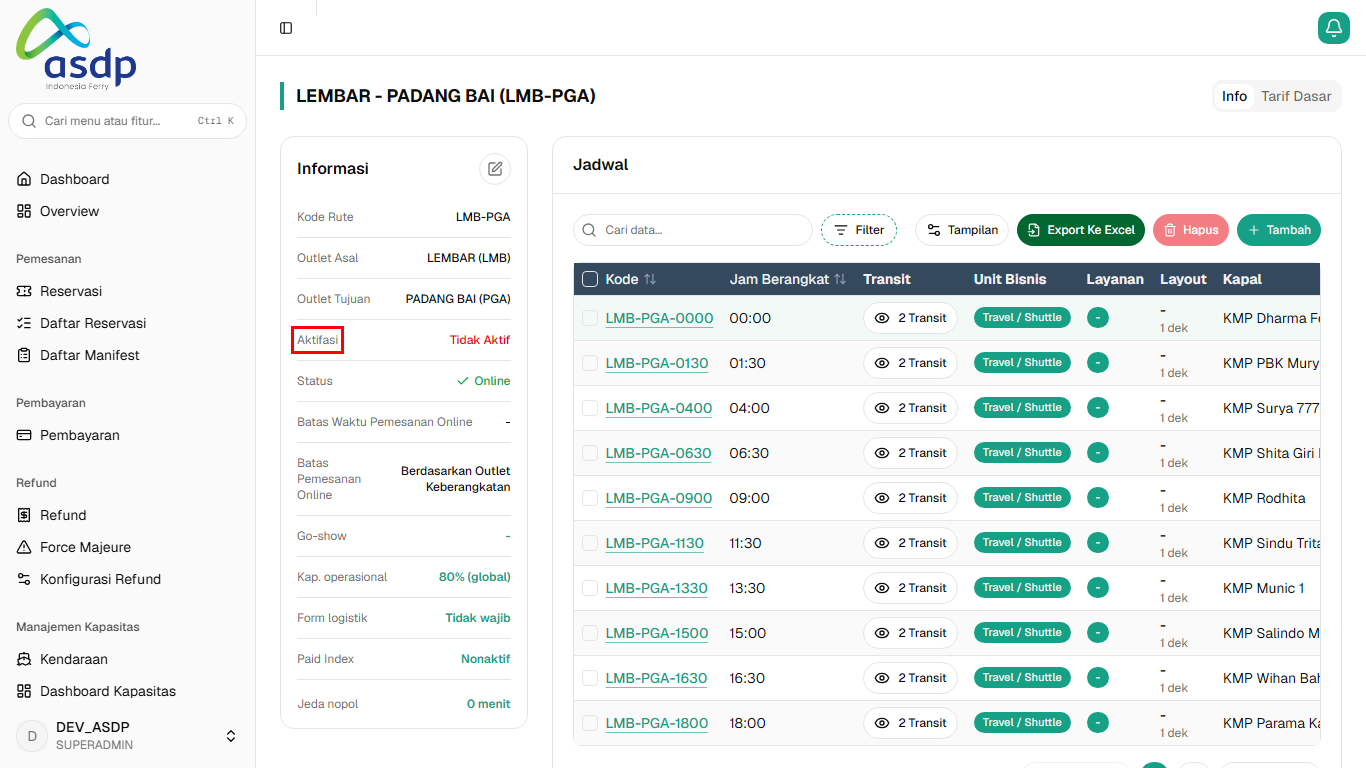 asdp
Indonesia Ferry
Cari menu atau fitur...
Ctrl K
Dashboard
Overview
Pemesanan
Reservasi
Daftar Reservasi
Daftar Manifest
Pembayaran
Pembayaran
Refund
Refund
Force Majeure
Konfigurasi Refund
Manajemen Kapasitas
Kendaraan
Dashboard Kapasitas
D
DEV_ASDP
SUPERADMIN
LEMBAR - PADANG BAI (LMB-PGA)
Info
Tarif Dasar
Informasi
Kode Rute LMB-PGA
Outlet Asal LEMBAR (LMB)
Outlet Tujuan PADANG BAI (PGA)
Aktifasi Tidak Aktif
Status Online
Batas Waktu Pemesanan Online -
Batas
Pemesanan
Online
Berdasarkan Outlet
Keberangkatan
Go-show -
Kap. operasional 80% (global)
Form logistik Tidak wajib
Paid Index Nonaktif
Jeda nopol 0 menit
Jadwal
Cari data...
Filter
Tampilan
Export Ke Excel
Hapus
Tambah
Kode Jam Berangkat Transit Unit Bisnis Layanan Layout Kapal
LMB-PGA-0000 00:00 2 Transit Travel / Shuttle - - KMP Dharma Fe
1 dek
LMB-PGA-0130 01:30 2 Transit Travel / Shuttle - - KMP PBK Mury
1 dek
LMB-PGA-0400 04:00 2 Transit Travel / Shuttle - - KMP Surya 777
1 dek
LMB-PGA-0630 06:30 2 Transit Travel / Shuttle - - KMP Shita Giri
1 dek
LMB-PGA-0900 09:00 2 Transit Travel / Shuttle - - KMP Rodhita
1 dek
LMB-PGA-1130 11:30 2 Transit Travel / Shuttle - - KMP Sindu Trita
1 dek
LMB-PGA-1330 13:30 2 Transit Travel / Shuttle - - KMP Munic 1
1 dek
LMB-PGA-1500 15:00 2 Transit Travel / Shuttle - - KMP Salindo M
1 dek
LMB-PGA-1630 16:30 2 Transit Travel / Shuttle - - KMP Wihan Bah
1 dek
LMB-PGA-1800 18:00 2 Transit Travel / Shuttle - - KMP Parama Ka
1 dek